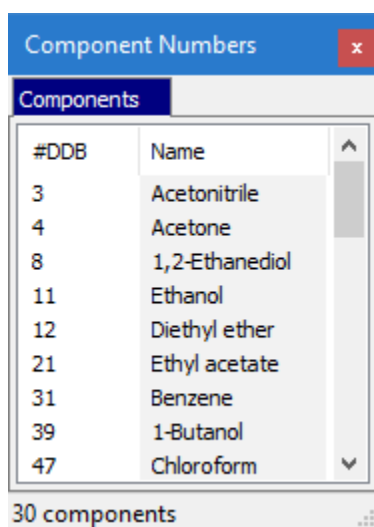 Component Numbers x
Components
#DDB Name
3 Acetonitrile
4 Acetone
8 1,2-Ethanediol
11 Ethanol
12 Diethyl ether
21 Ethyl acetate
31 Benzene
39 1-Butanol
47 Chloroform
30 components